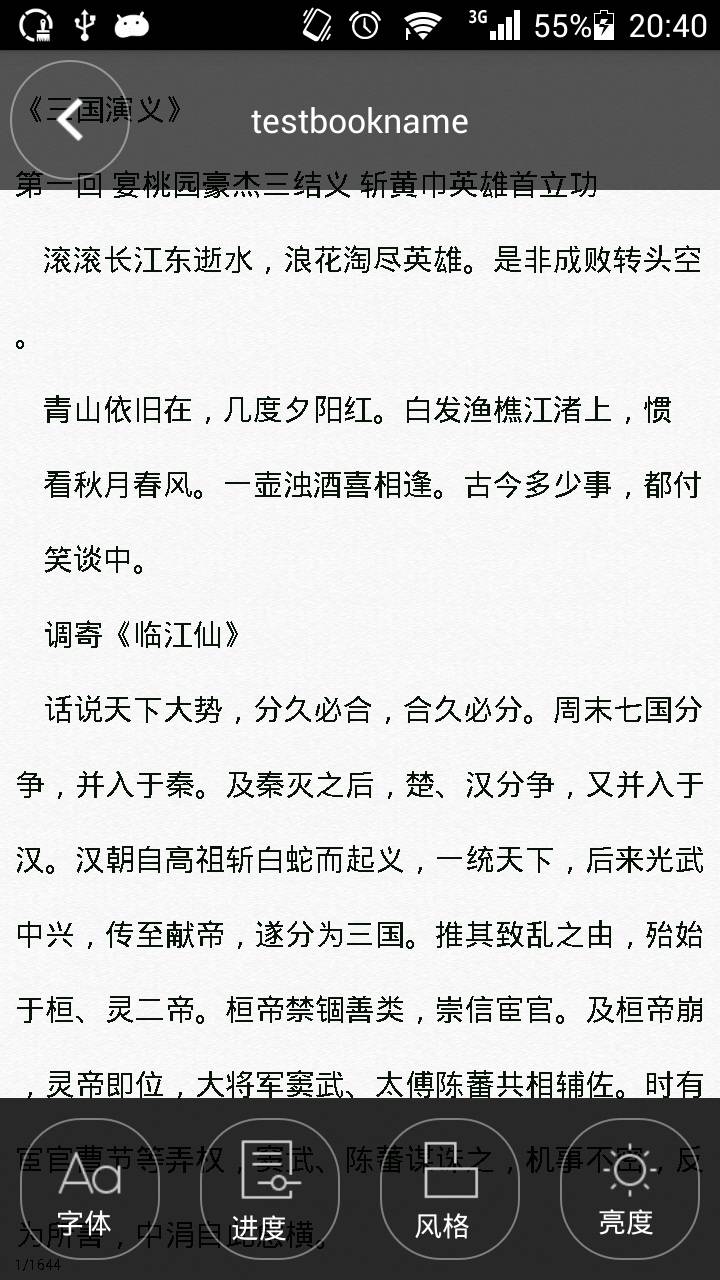 3G 55% 20:40
《三国演义》
testbookname
第一回 宴桃园豪杰三结义 斩黄巾英雄首立功
滚滚长江东逝水，浪花淘尽英雄。是非成败转头空
。
青山依旧在，几度夕阳红。白发渔樵江渚上，惯
看秋月春风。一壶浊酒喜相逢。古今多少事，都付
笑谈中。
调寄《临江仙》
话说天下大势，分久必合，合久必分。周末七国分
争，并入于秦。及秦灭之后，楚、汉分争，又并入于
汉。汉朝自高祖斩白蛇而起义，一统天下，后来光武
中兴，传至献帝，遂分为三国。推其致乱之由，殆始
于桓、灵二帝。桓帝禁锢善类，崇信宦官。及桓帝崩
，灵帝即位，大将军窦武、太傅陈蕃共相辅佐。时有
宦官曹节等弄权，窦武、陈蕃谋诛之，机事不密，反
为所害，中涓自此愈横。
Aa
字体 进度 风格 亮度
1/1644